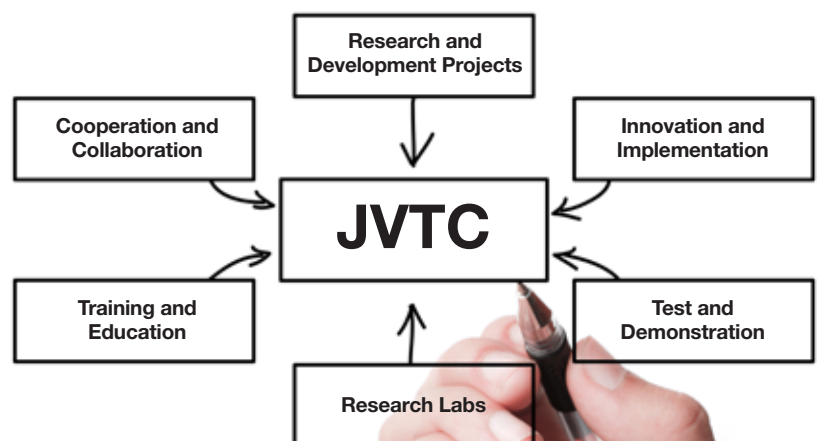 Research and
Development Projects
Cooperation and
Collaboration
Innovation and
Implementation
JVTC
Training and
Education
Test and
Demonstration
Research Labs